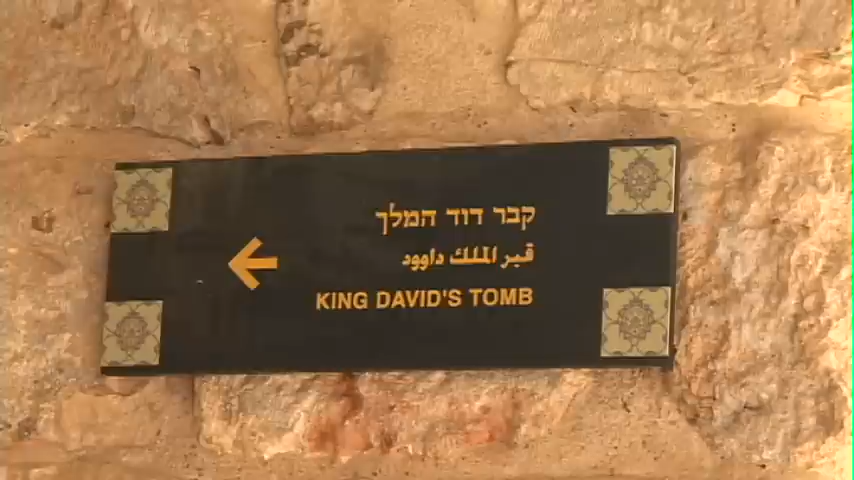 קבר דוד המלך
قبر الملك داوود
KING DAVID'S TOMB